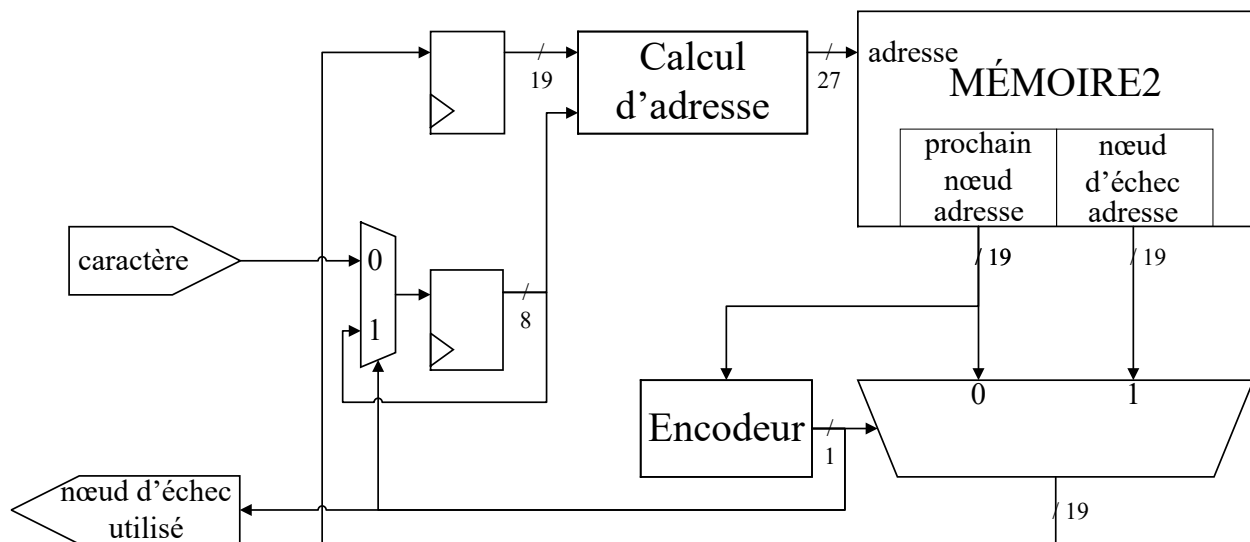 19
Calcul
d'adresse
27
adresse
MÉMOIRE2
prochain
nœud
adresse
nœud
d'échec
adresse
19
19
caractère
0
1
8
Encodeur
1
0
1
nœud d'échec
utilisé
19